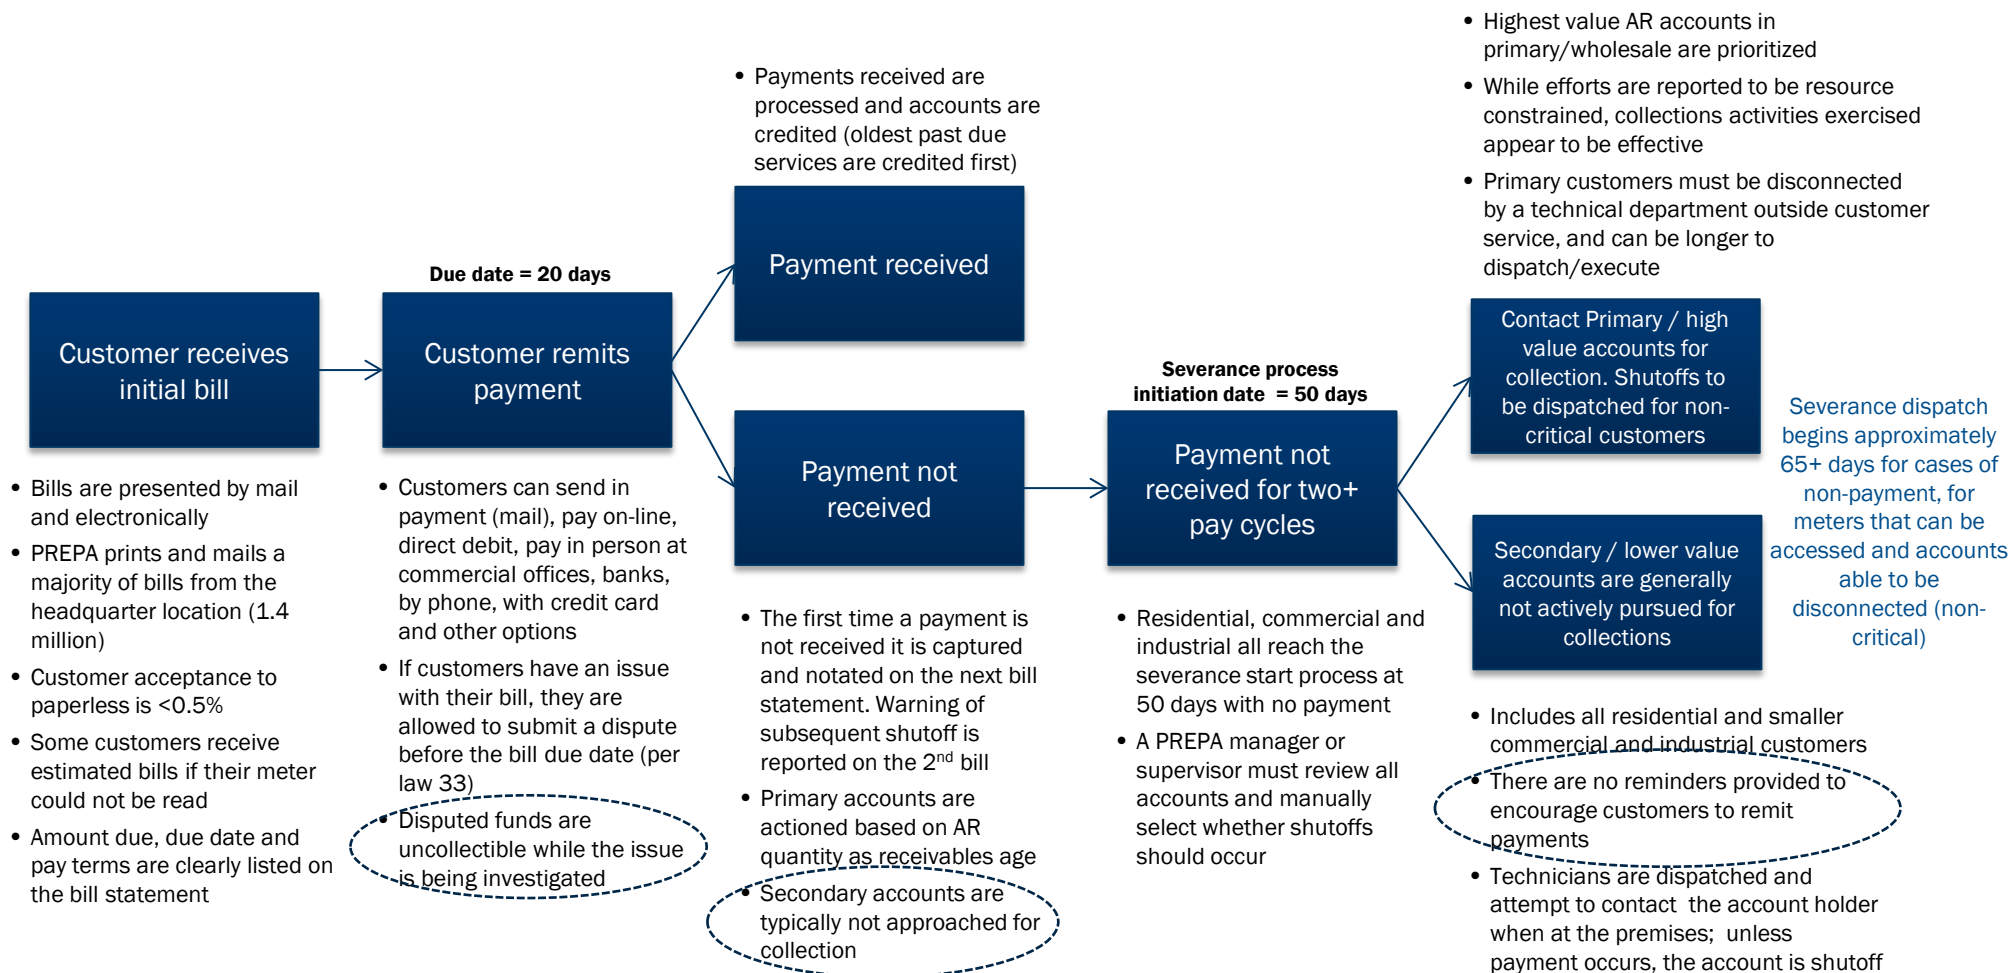 Customer receives
initial bill
• Bills are presented by mail
and electronically
• PREPA prints and mails a
majority of bills from the
headquarter location (1.4
million)
• Customer acceptance to
paperless is <0.5%
• Some customers receive
estimated bills if their meter
could not be read
• Amount due, due date and
pay terms are clearly listed on
the bill statement
Due date = 20 days
Customer remits
payment
• Customers can send in
payment (mail), pay on-line,
direct debit, pay in person at
commercial offices, banks,
by phone, with credit card
and other options
• If customers have an issue
with their bill, they are
allowed to submit a dispute
before the bill due date (per
law 33)
• Disputed funds are
uncollectible while the issue
is being investigated
• Payments received are
processed and accounts are
credited (oldest past due
services are credited first)
Payment received
Payment not
received
• The first time a payment is
not received it is captured
and notated on the next bill
statement. Warning of
subsequent shutoff is
reported on the 2nd bill
• Primary accounts are
actioned based on AR
quantity as receivables age
• Secondary accounts are
typically not approached for
collection
Severance process
initiation date = 50 days
Payment not
received for two+
pay cycles
• Residential, commercial and
industrial all reach the
severance start process at
50 days with no payment
• A PREPA manager or
supervisor must review all
accounts and manually
select whether shutoffs
should occur
• Highest value AR accounts in
primary/wholesale are prioritized
• While efforts are reported to be resource
constrained, collections activities exercised
appear to be effective
• Primary customers must be disconnected
by a technical department outside customer
service, and can be longer to
dispatch/execute
Contact Primary / high
value accounts for
collection. Shutoffs to
be dispatched for non-
critical customers
Secondary / lower value
accounts are generally
not actively pursued for
collections
• Includes all residential and smaller
commercial and industrial customers
• There are no reminders provided to
encourage customers to remit
payments
• Technicians are dispatched and
attempt to contact the account holder
when at the premises; unless
payment occurs, the account is shutoff
Severance dispatch
begins approximately
65+ days for cases of
non-payment, for
meters that can be
accessed and accounts
able to be
disconnected (non-
critical)